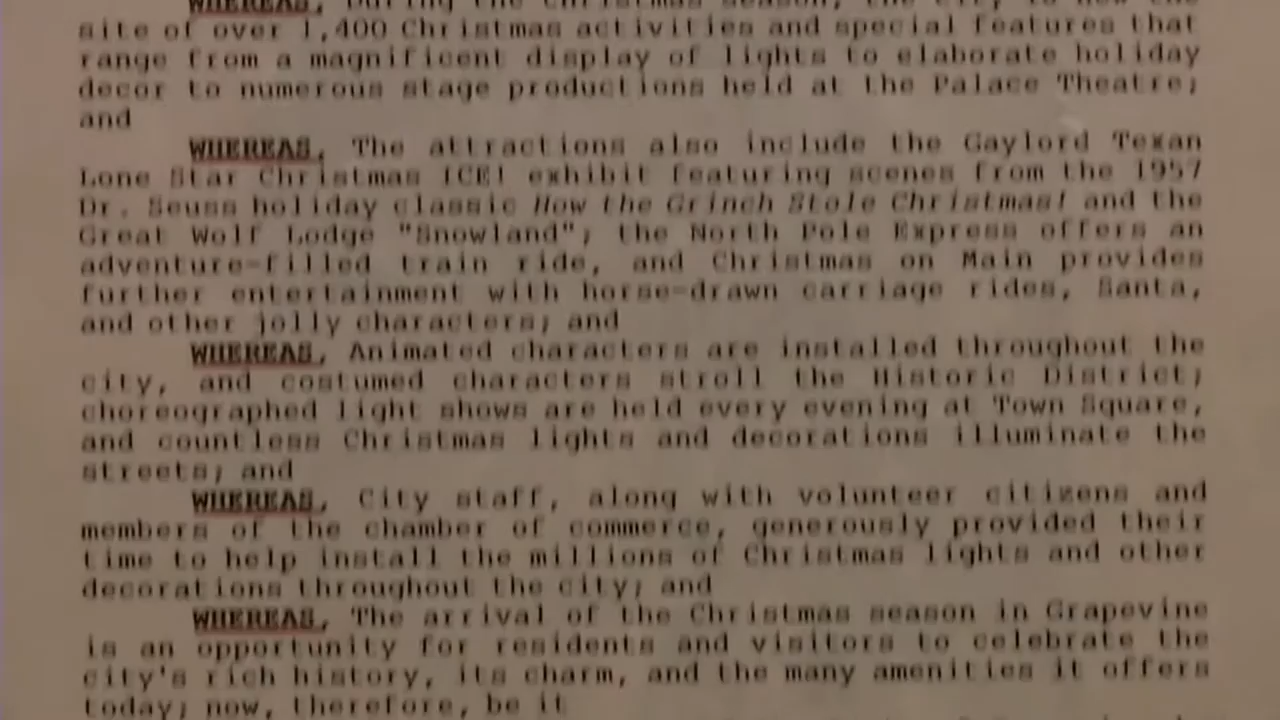 WHEREAS, During the Christmas season, the city is now the
site of over 1,400 Christmas activities and special features that
range from a magnificent display of lights to elaborate holiday
decor to numerous stage productions held at the Palace Theatre;
and
WHEREAS, The attractions also include the Gaylord Texan
Lone Star Christmas ICE! exhibit featuring scenes from the 1957
Dr. Seuss holiday classic How the Grinch Stole Christmas! and the
Great Wolf Lodge "Snowland"; the North Pole Express offers an
adventure-filled train ride, and Christmas on Main provides
further entertainment with horse-drawn carriage rides, Santa,
and other jolly characters; and
WHEREAS, Animated characters are installed throughout the
city, and costumed characters stroll the Historic District;
choreographed light shows are held every evening at Town Square,
and countless Christmas lights and decorations illuminate the
streets; and
WHEREAS, City staff, along with volunteer citizens and
members of the chamber of commerce, generously provided their
time to help install the millions of Christmas lights and other
decorations throughout the city; and
WHEREAS, The arrival of the Christmas season in Grapevine
is an opportunity for residents and visitors to celebrate the
city's rich history, its charm, and the many amenities it offers
today; now, therefore, be it